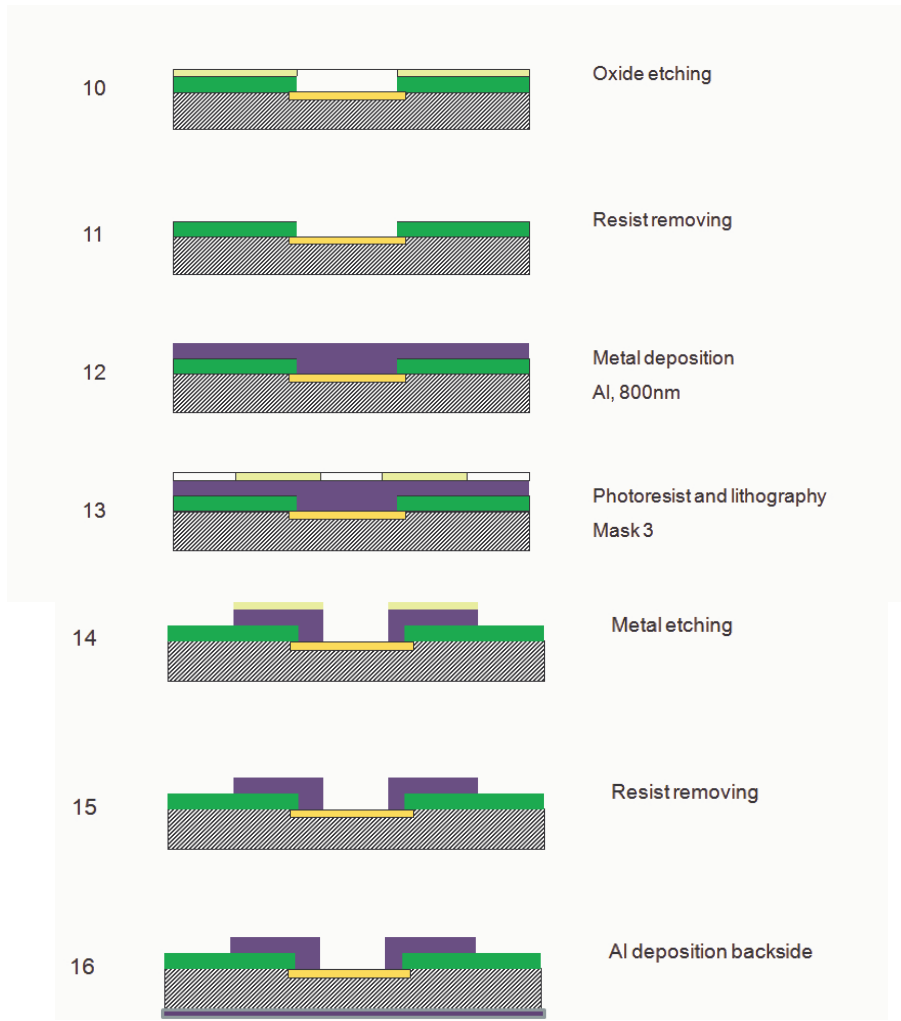 10
Oxide etching
11
Resist removing
12
Metal deposition
Al, 800nm
13
Photoresist and lithography
Mask 3
14
Metal etching
15
Resist removing
16
Al deposition backside